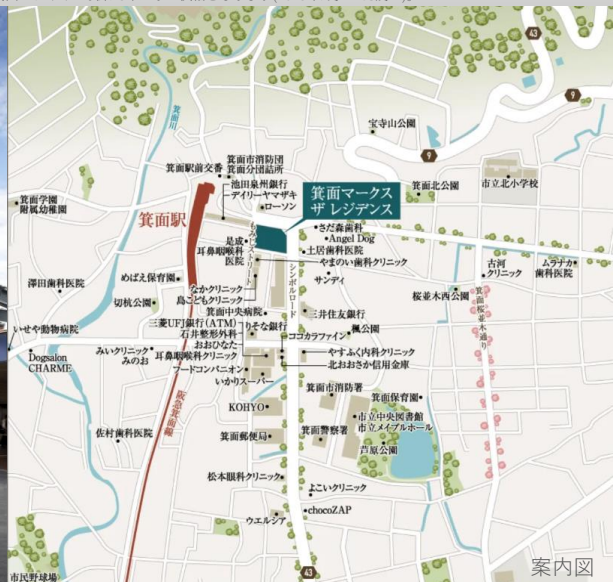 43
9
箕面川
宝寺山公園
9
箕面市消防団
箕面分団詰所
箕面駅前交番
池田泉州銀行
デイリーヤマザキ
ローソン
箕面マークス
ザ レジデンス
箕面北公園
市立北小学校
箕面学園
附属幼稚園
箕面駅
もみじストリート
さだ森歯科
Angel Dog
土居歯科医院
やまのい歯科クリニック
是成
耳鼻咽喉科
医院
シンボルロード
サンディ
古河
クリニック
ムラナカ
歯科医院
澤田歯科医院
めばえ保育園
なかクリニック
島こどもクリニック
切杭公園
箕面中央病院
三井住友銀行
桜並木西公園
箕面桜並木通り
いせや動物病院
三菱UFJ銀行(ATM)
りそな銀行
石井整形外科
おおひなた
耳鼻咽喉科クリニック
ココカラファイン
楓公園
みいクリニック
みのお
やすふく内科クリニック
北おおさか信用金庫
Dogsalon
CHARME
フードコンパニオン
いかりスーパー
阪急箕面線
箕面市消防署
箕面保育園
KOHYO
市立中央図書館
市立メイプルホール
佐村歯科医院
箕面郵便局
箕面警察署
芦原公園
松本眼科クリニック
よこいクリニック
chocoZAP
ウエルシア
43
市民野球場
案内図